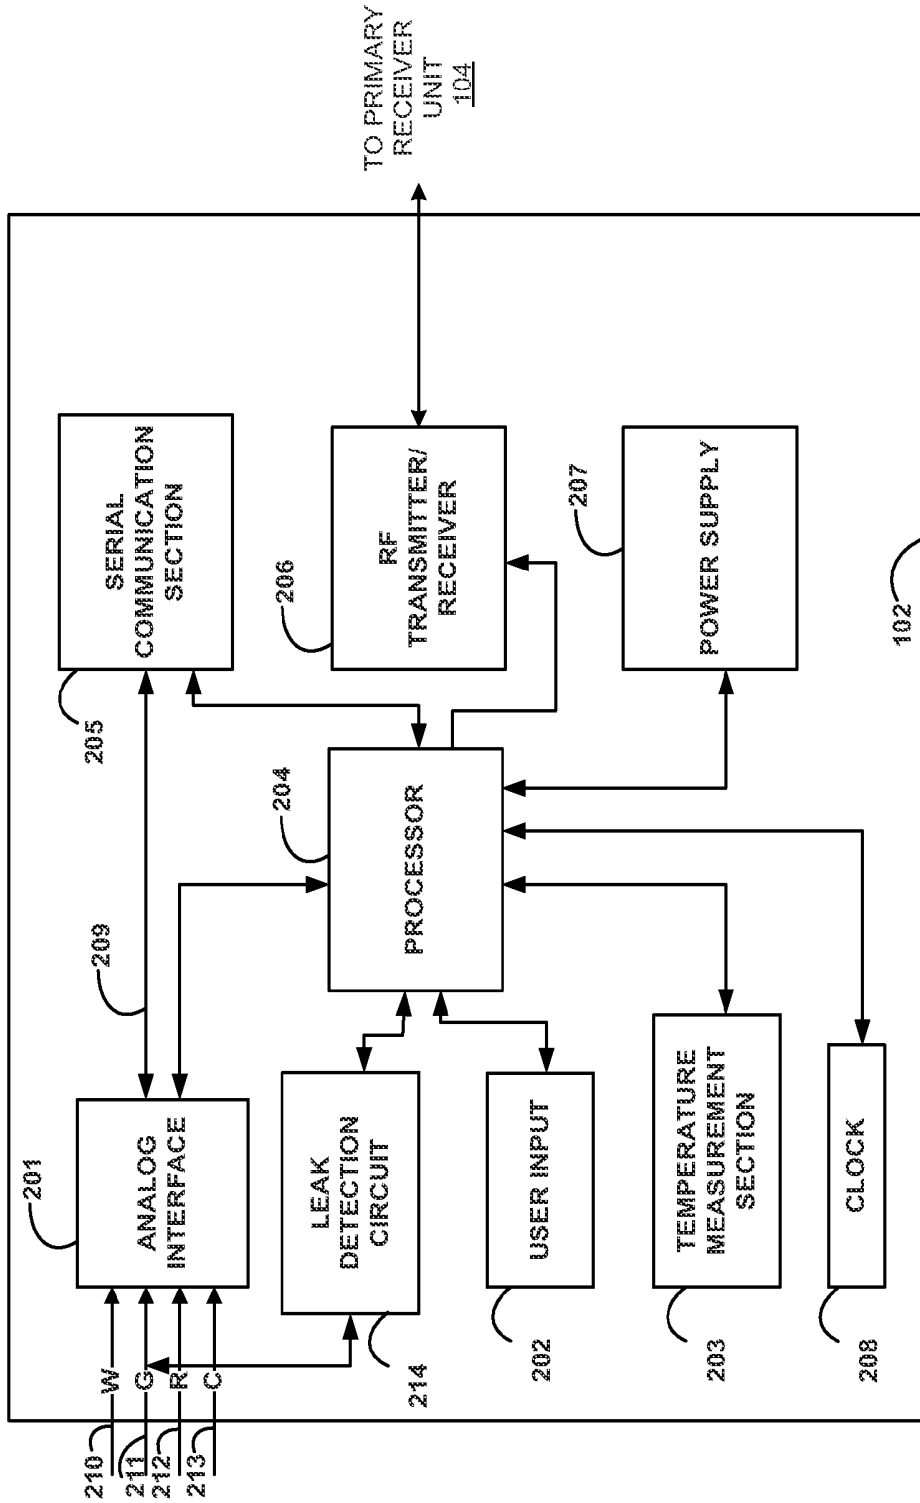 210
W
211
G
212
R
213
C
201
ANALOG
INTERFACE
209
205
SERIAL
COMMUNICATION
SECTION
214
LEAK
DETECTION
CIRCUIT
204
PROCESSOR
206
RF
TRANSMITTER/
RECEIVER
TO PRIMARY
RECEIVER
UNIT
104
202
USER INPUT
203
TEMPERATURE
MEASUREMENT
SECTION
207
POWER SUPPLY
208
CLOCK
102